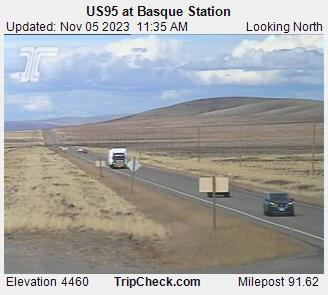 US95 at Basque Station
Updated: Nov 05 2023 11:35 AM
Looking North
Elevation 4460
TripCheck.com
Milepost 91.62